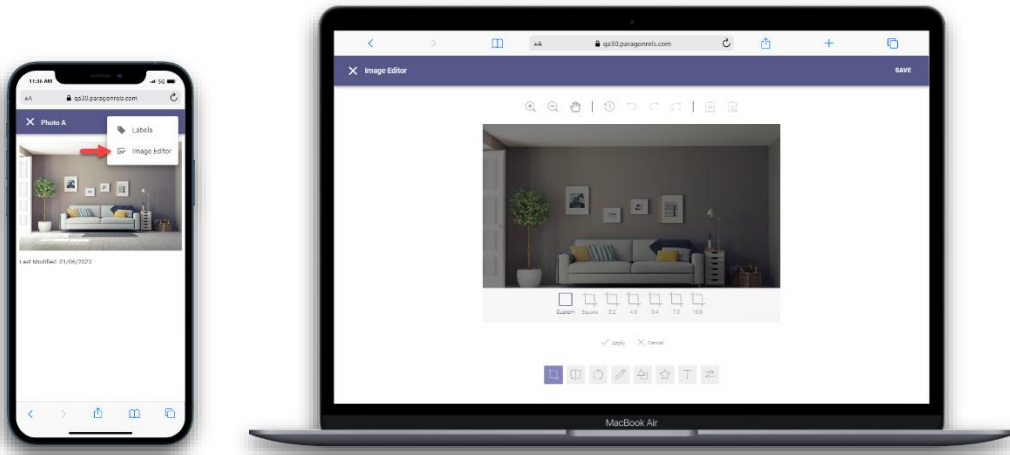 11:38 AM
5G
AA qa30.paragonrels.com
Photo A
Labels
Image Editor
Last Modified: 01/06/2023
AA qa30.paragonrels.com
Image Editor
SAVE
Custom Square 3:2 4:3 5:4 7:5 16:9
Apply Cancel
T
MacBook Air